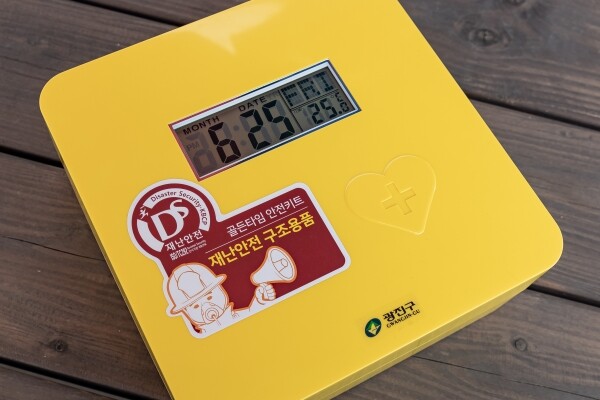 MONTH DATE
6 25 FRI
25.6 C
Disaster Security KBCP
DS
재난안전
골든타임 안전키트
재난안전 구조용품
광진구
GWANGJIN-GU